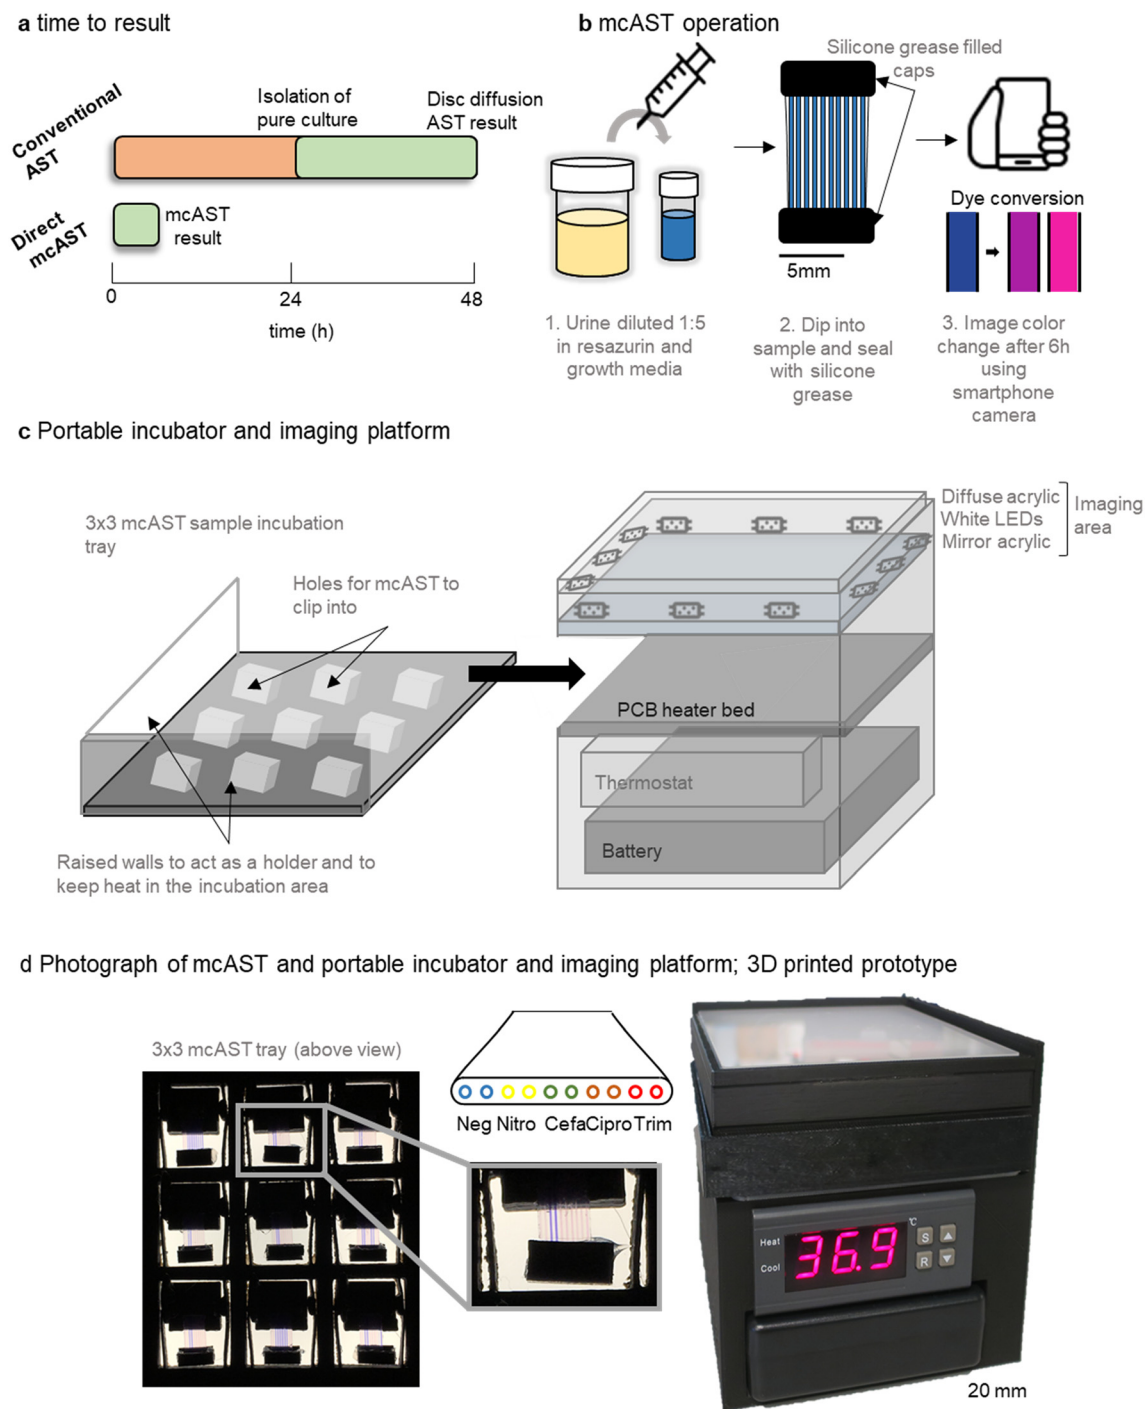 a time to result
Conventional
AST
Isolation of
pure culture
Disc diffusion
AST result
Direct
mcAST
mcAST
result
0
24
48
time (h)
b mcAST operation
Silicone grease filled
caps
5mm
Dye conversion
1. Urine diluted 1:5
in resazurin and
growth media
2. Dip into
sample and seal
with silicone
grease
3. Image color
change after 6h
using
smartphone
camera
c Portable incubator and imaging platform
3x3 mcAST sample incubation
tray
Holes for mcAST to
clip into
Raised walls to act as a holder and to
keep heat in the incubation area
Diffuse acrylic
White LEDs
Mirror acrylic
Imaging
area
PCB heater bed
Thermostat
Battery
d Photograph of mcAST and portable incubator and imaging platform; 3D printed prototype
3x3 mcAST tray (above view)
Neg Nitro CefaCiproTrim
°C
Heat
Cool
36.9
S
R
20 mm